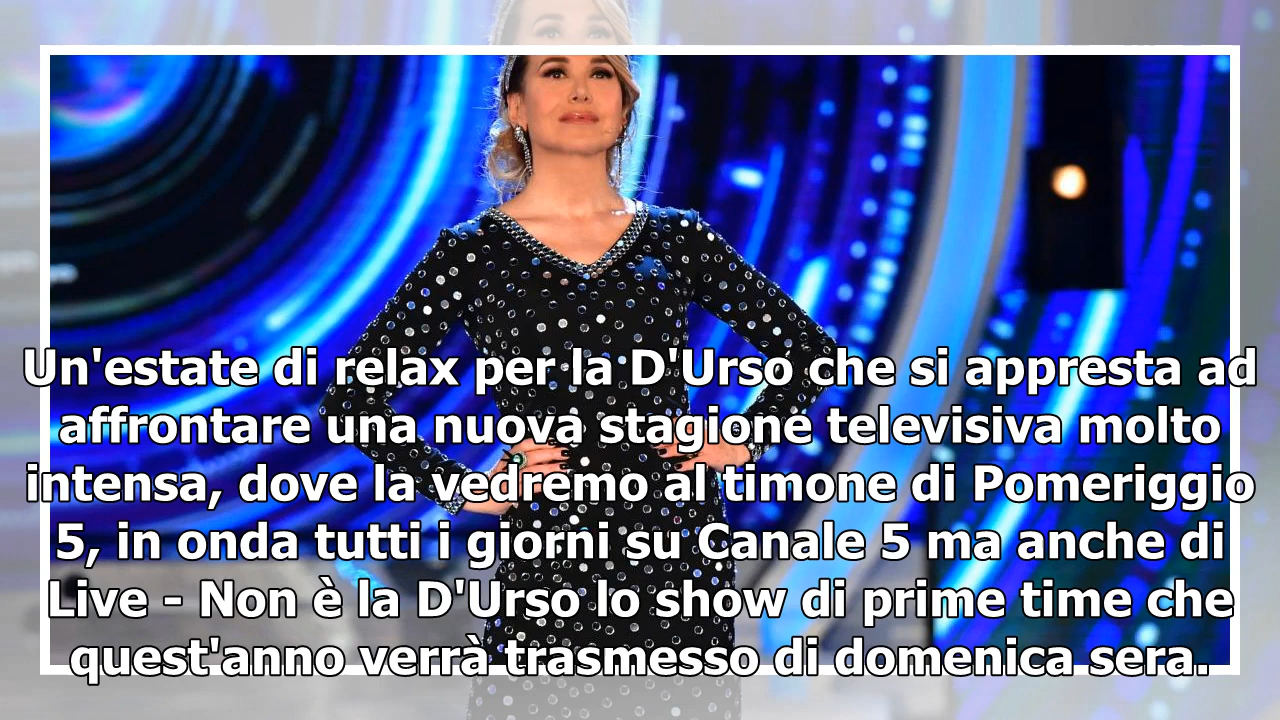 Un'estate di relax per la D'Urso che si appresta ad
affrontare una nuova stagione televisiva molto
intensa, dove la vedremo al timone di Pomeriggio
5, in onda tutti i giorni su Canale 5 ma anche di
Live - Non è la D'Urso lo show di prime time che
quest'anno verrà trasmesso di domenica sera.